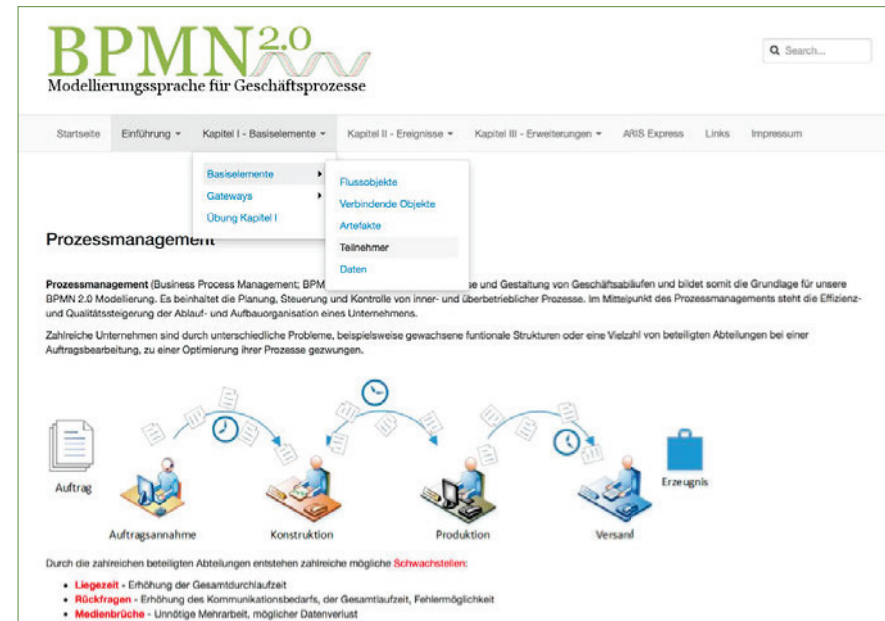 BPMN 2.0
Modellierungssprache für Geschäftsprozesse
Search...
Startseite Einführung Kapitel I - Basiselemente Kapitel II - Ereignisse Kapitel III - Erweiterungen ARIS Express Links Impressum
Basiselemente
Gateways
Übung Kapitel I
Flussobjekte
Verbindende Objekte
Artefakte
Teilnehmer
Daten
Prozessmanagement
Prozessmanagement (Business Process Management; BPM se und Gestaltung von Geschäftsabläufen und bildet somit die Grundlage für unsere
BPMN 2.0 Modellierung. Es beinhaltet die Planung, Steuerung und Kontrolle von inner- und überbetrieblicher Prozesse. Im Mittelpunkt des Prozessmanagements steht die Effizienz-
und Qualitätssteigerung der Ablauf- und Aufbauorganisation eines Unternehmens.
Zahlreiche Unternehmen sind durch unterschiedliche Probleme, beispielsweise gewachsene funtionale Strukturen oder eine Vielzahl von beteiligten Abteilungen bei einer
Auftragsbearbeitung, zu einer Optimierung ihrer Prozesse gezwungen.
Auftrag
Auftragsannahme
Konstruktion
Produktion
Versand
Erzeugnis
Durch die zahlreichen beteiligten Abteilungen entstehen zahlreiche mögliche Schwachstellen:
• Liegezeit - Erhöhung der Gesamtdurchlaufzeit
• Rückfragen - Erhöhung des Kommunikationsbedarfs, der Gesamtlaufzeit, Fehlermöglichkeit
• Medienbrüche - Unnötige Mehrarbeit, möglicher Datenverlust